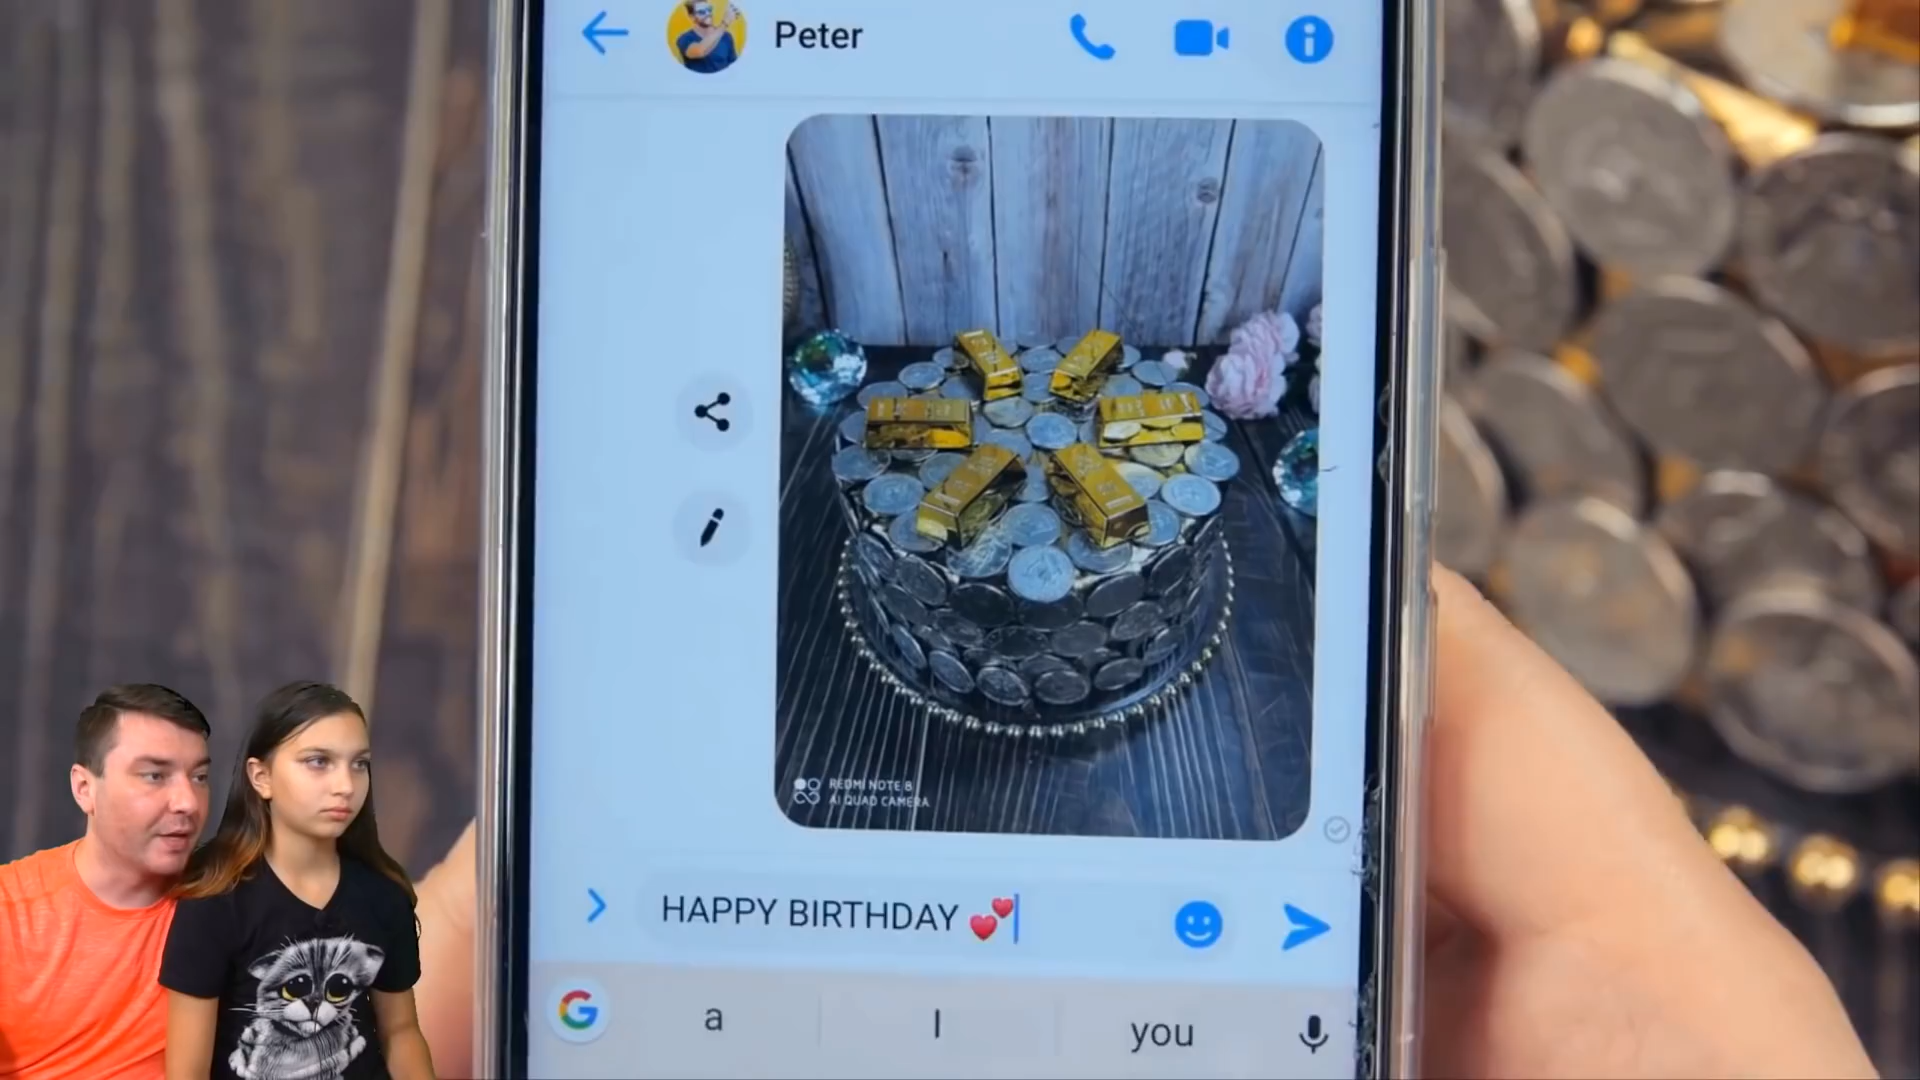 Peter
REDMI NOTE 8
AI QUAD CAMERA
HAPPY BIRTHDAY 💕
G
a
I
you